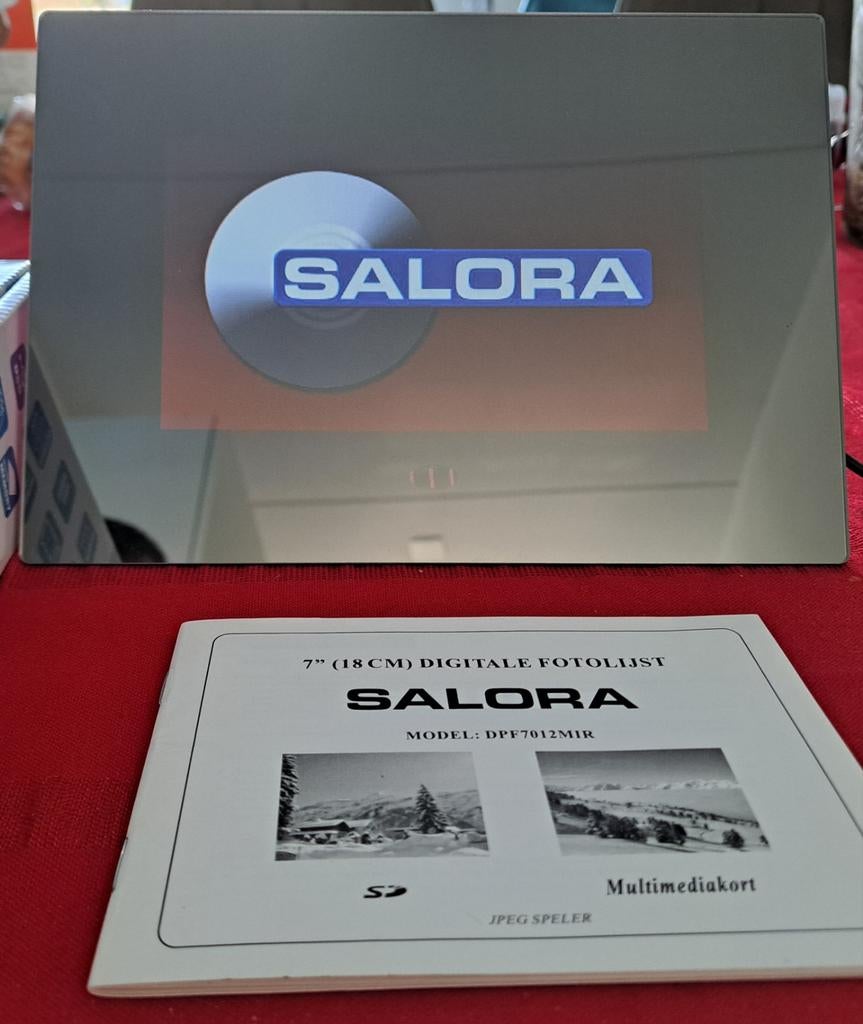 SALORA
7” (18 CM) DIGITALE FOTOLIJST
SALORA
MODEL: DPF7012MIR
SD
Multimediakort
JPEG SPELER